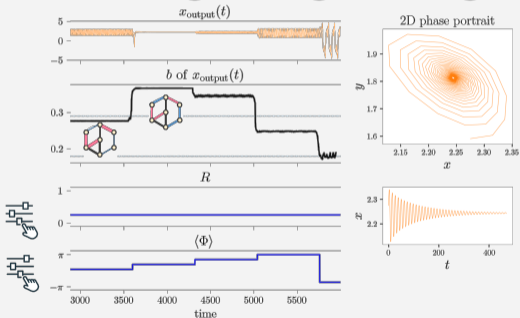 x_output(t)
5
0
−5
b of x_output(t)
0.3
0.2
R
1
0
⟨Φ⟩
π
−π
3000 3500 4000 4500 5000 5500
time
2D phase portrait
y
1.9
1.8
1.7
1.6
2.15 2.20 2.25 2.30 2.35
x
x
2.3
2.2
0 200 400
t